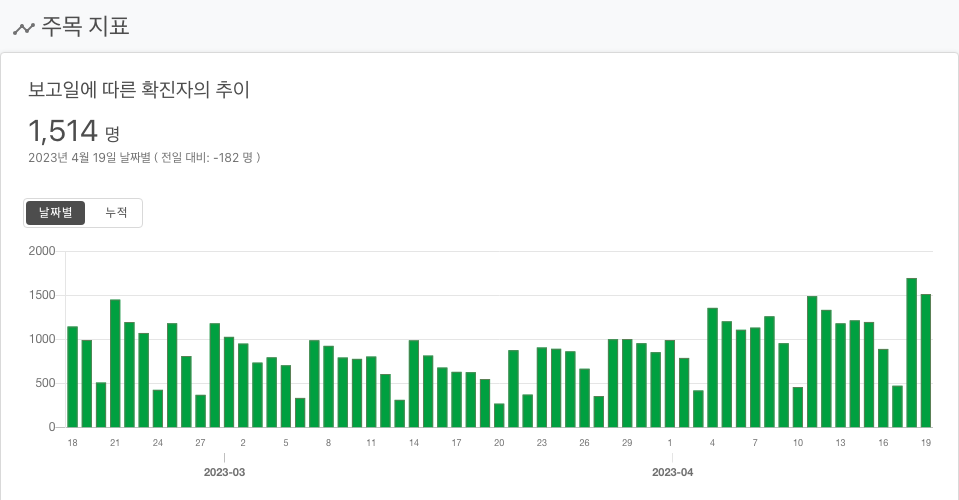 주목 지표
보고일에 따른 확진자의 추이
1,514 명
2023년 4월 19일 날짜별 ( 전일 대비: -182 명 )
날짜별 누적
2000
1500
1000
500
0
18 21 24 27 2 5 8 11 14 17 20 23 26 29 1 4 7 10 13 16 19
2023-03 2023-04